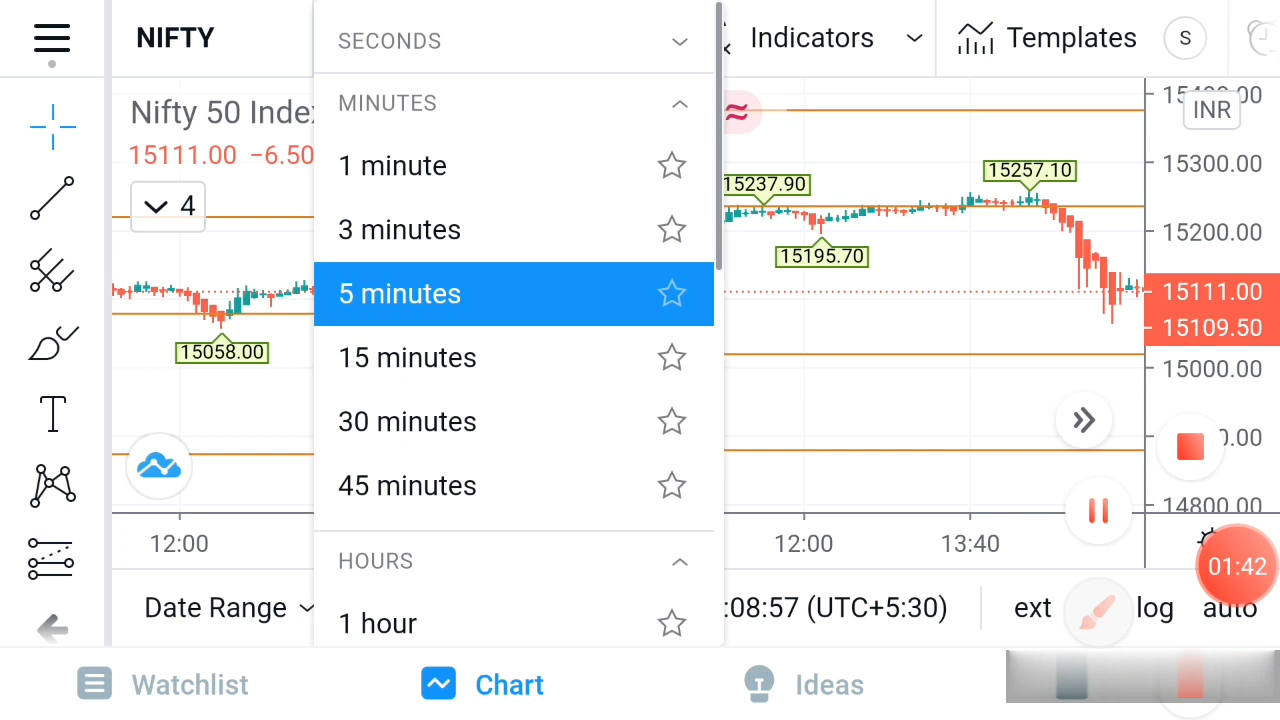 NIFTY
SECONDS
Indicators
Templates
S
Nifty 50 Inde
15111.00 −6.50
4
MINUTES
1 minute
3 minutes
5 minutes
15 minutes
30 minutes
45 minutes
HOURS
1 hour
15058.00
15237.90
15195.70
15257.10
INR
15300.00
15200.00
15111.00
15109.50
15000.00
14800.00
12:00
12:00
13:40
01:42
Date Range
:08:57 (UTC+5:30)
ext
log
auto
Watchlist
Chart
Ideas